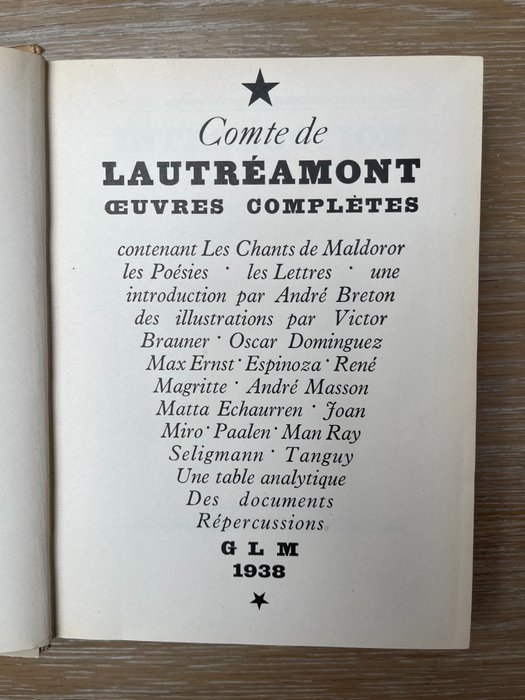 Comte de
LAUTRÉAMONT
ŒUVRES COMPLÈTES
contenant Les Chants de Maldoror
les Poésies · les Lettres · une
introduction par André Breton
des illustrations par Victor
Brauner · Oscar Dominguez
Max Ernst · Espinoza · René
Magritte · André Masson
Matta Echaurren · Joan
Miro · Paalen · Man Ray
Seligmann · Tanguy
Une table analytique
Des documents
Répercussions
G L M
1938